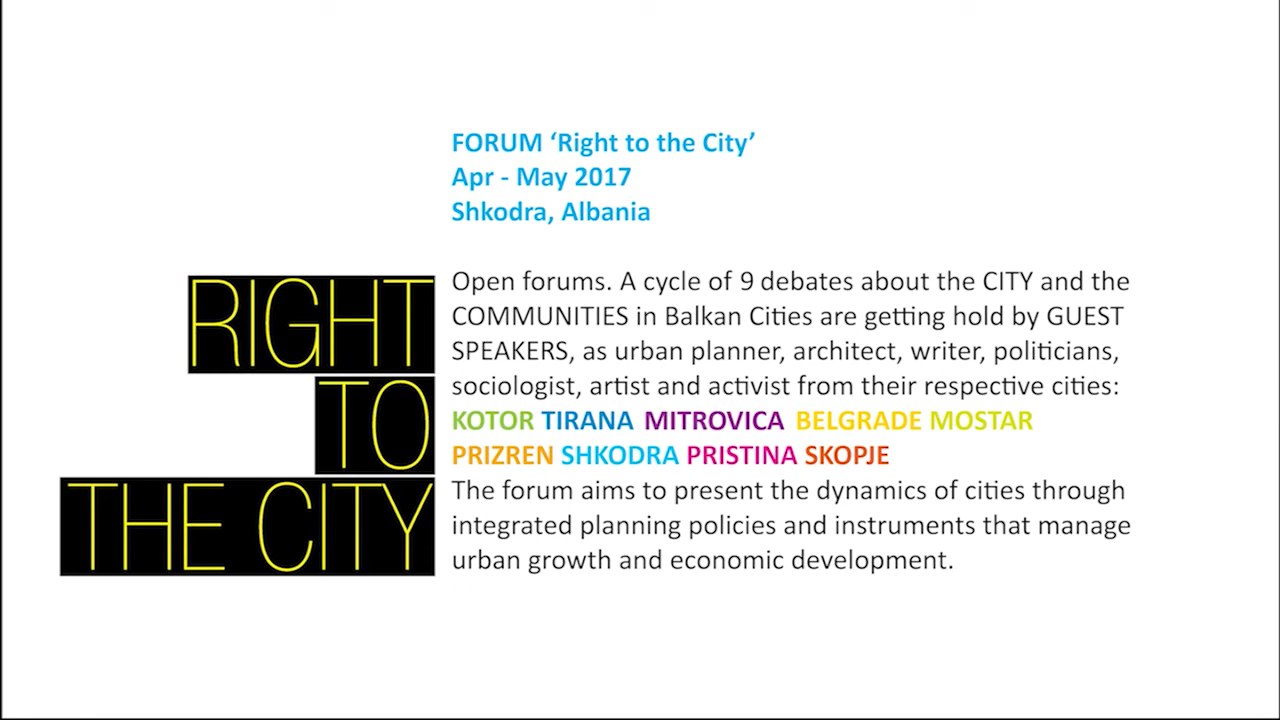 FORUM ‘Right to the City’
Apr - May 2017
Shkodra, Albania
RIGHT
TO
THE CITY
Open forums. A cycle of 9 debates about the CITY and the
COMMUNITIES in Balkan Cities are getting hold by GUEST
SPEAKERS, as urban planner, architect, writer, politicians,
sociologist, artist and activist from their respective cities:
KOTOR TIRANA MITROVICA BELGRADE MOSTAR
PRIZREN SHKODRA PRISTINA SKOPJE
The forum aims to present the dynamics of cities through
integrated planning policies and instruments that manage
urban growth and economic development.